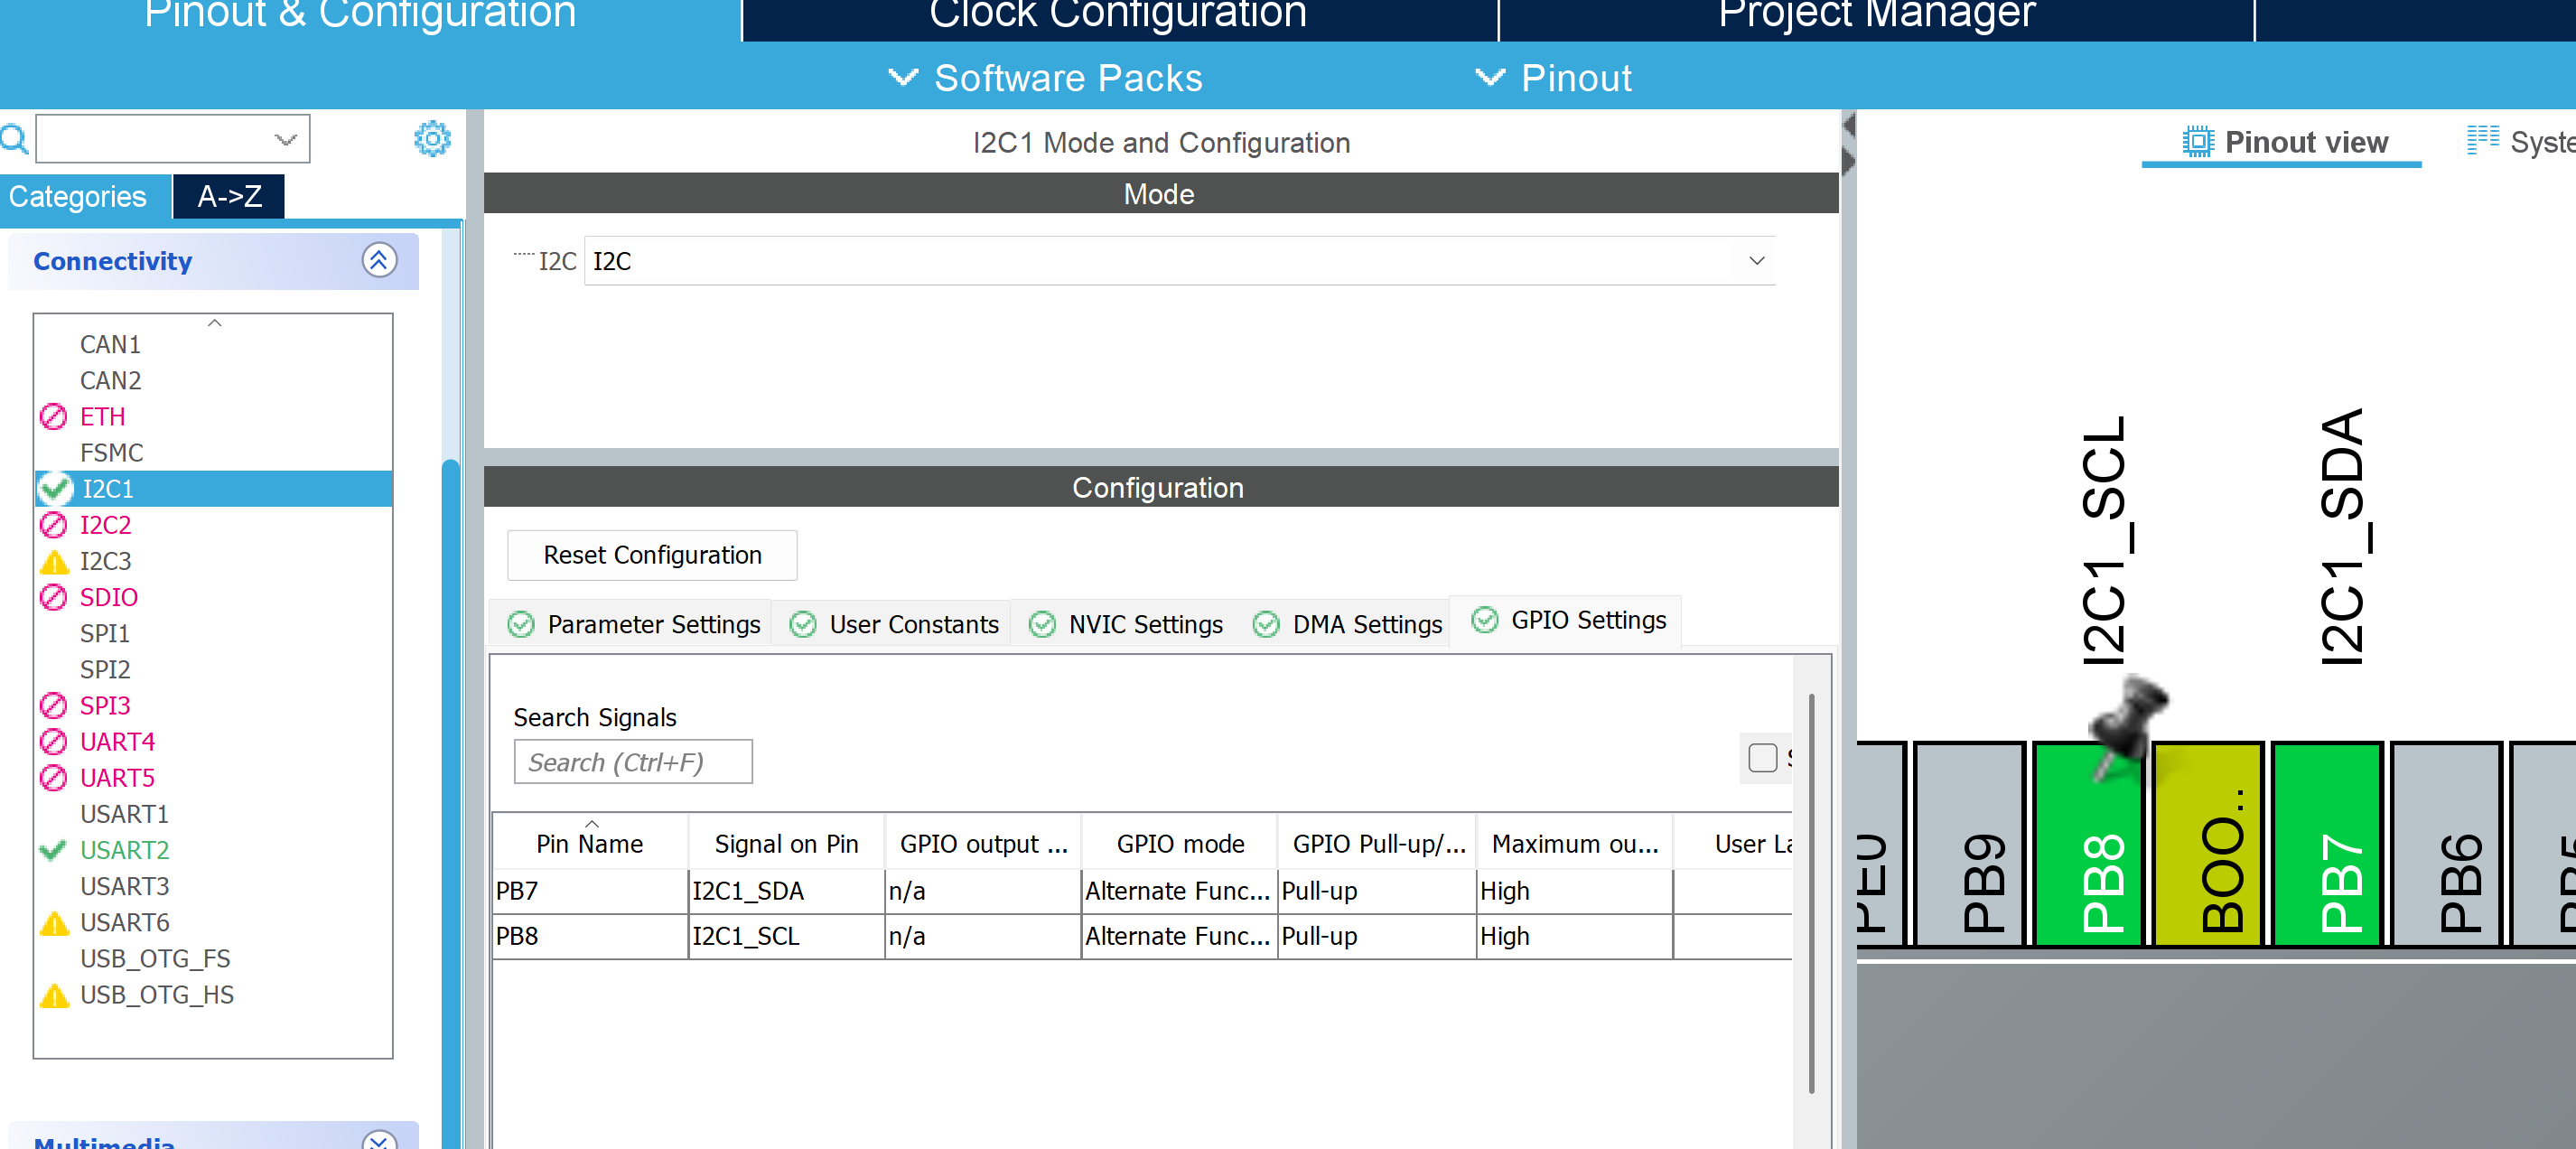 Pinout & Configuration
Clock Configuration
Project Manager
Software Packs
Pinout
Categories
A->Z
Connectivity
CAN1
CAN2
ETH
FSMC
I2C1
I2C2
I2C3
SDIO
SPI1
SPI2
SPI3
UART4
UART5
USART1
USART2
USART3
USART6
USB_OTG_FS
USB_OTG_HS
Multimedia
I2C1 Mode and Configuration
Mode
I2C I2C
Configuration
Reset Configuration
Parameter Settings User Constants NVIC Settings DMA Settings GPIO Settings
Search Signals
Search (Ctrl+F)
Pin Name Signal on Pin GPIO output ... GPIO mode GPIO Pull-up/... Maximum ou... User La
PB7 I2C1_SDA n/a Alternate Func... Pull-up High
PB8 I2C1_SCL n/a Alternate Func... Pull-up High
Pinout view
Syste
I2C1_SCL
I2C1_SDA
PE0
PB9
PB8
BOO..
PB7
PB6
PB5